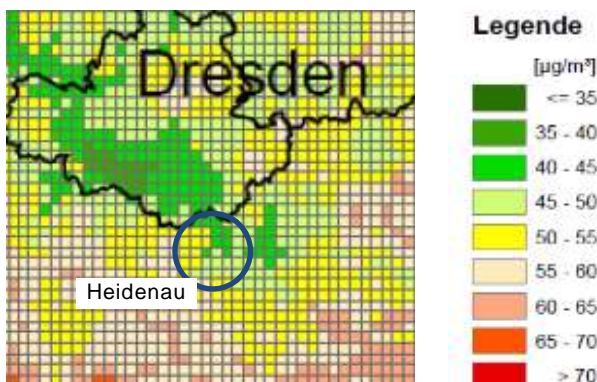 Dresden
Heidenau
Legende
[µg/m³]
<= 35
35 - 40
40 - 45
45 - 50
50 - 55
55 - 60
60 - 65
65 - 70
> 70